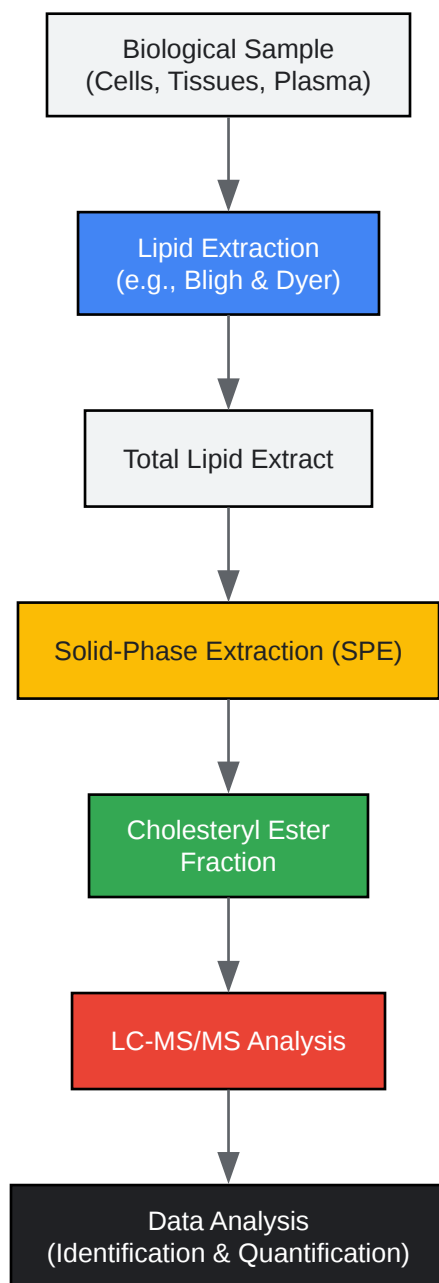 Biological Sample
(Cells, Tissues, Plasma)
Lipid Extraction
(e.g., Bligh & Dyer)
Total Lipid Extract
Solid-Phase Extraction (SPE)
Cholesteryl Ester
Fraction
LC-MS/MS Analysis
Data Analysis
(Identification & Quantification)